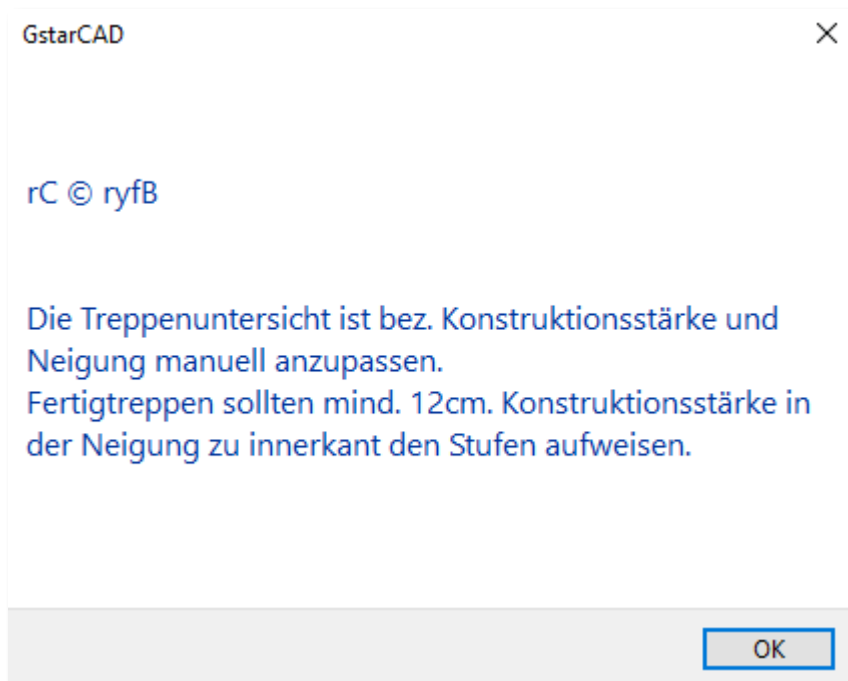 GstarCAD
rC © ryfB
Die Treppenuntersicht ist bez. Konstruktionsstärke und
Neigung manuell anzupassen.
Fertigtreppen sollten mind. 12cm. Konstruktionsstärke in
der Neigung zu innerkant den Stufen aufweisen.
OK